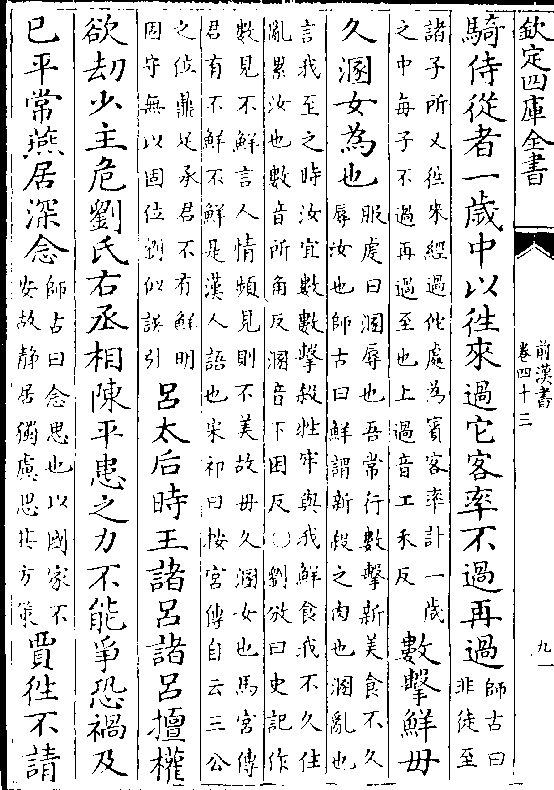 欽定四庫全書
前漢書
卷四十三
九
騎侍從者一歲中以往來過它客率不過再過
師古曰
非徒至
諸子所又往來經過他處為賔客率計一歲
之中每子不過再過至也上過音工禾反
數擊鮮毋
久溷女為也
服䖍曰溷辱也吾常行數擊新美食不久
辱汝也師古曰鮮謂新殺之肉也溷亂也
言我至之時汝宜數數擊殺牲牢與我鮮食我不久住
亂累汝也數音所角反溷音下困反○劉攽曰史記作
數見不鮮言人情頻見則不美故毋久溷女也馬宫傳
君有不鮮不鮮是漢人語也宋祁曰按宫傳自云三公
之位鼎足承君不有鮮明
固守無以固位劉似誤引
呂太后時王諸呂諸呂擅權
欲刼少主危劉氏右丞相陳平患之力不能爭恐禍及
已平常燕居深念
師古曰念思也以國家不
安故静居獨慮思其方策
賈往不請